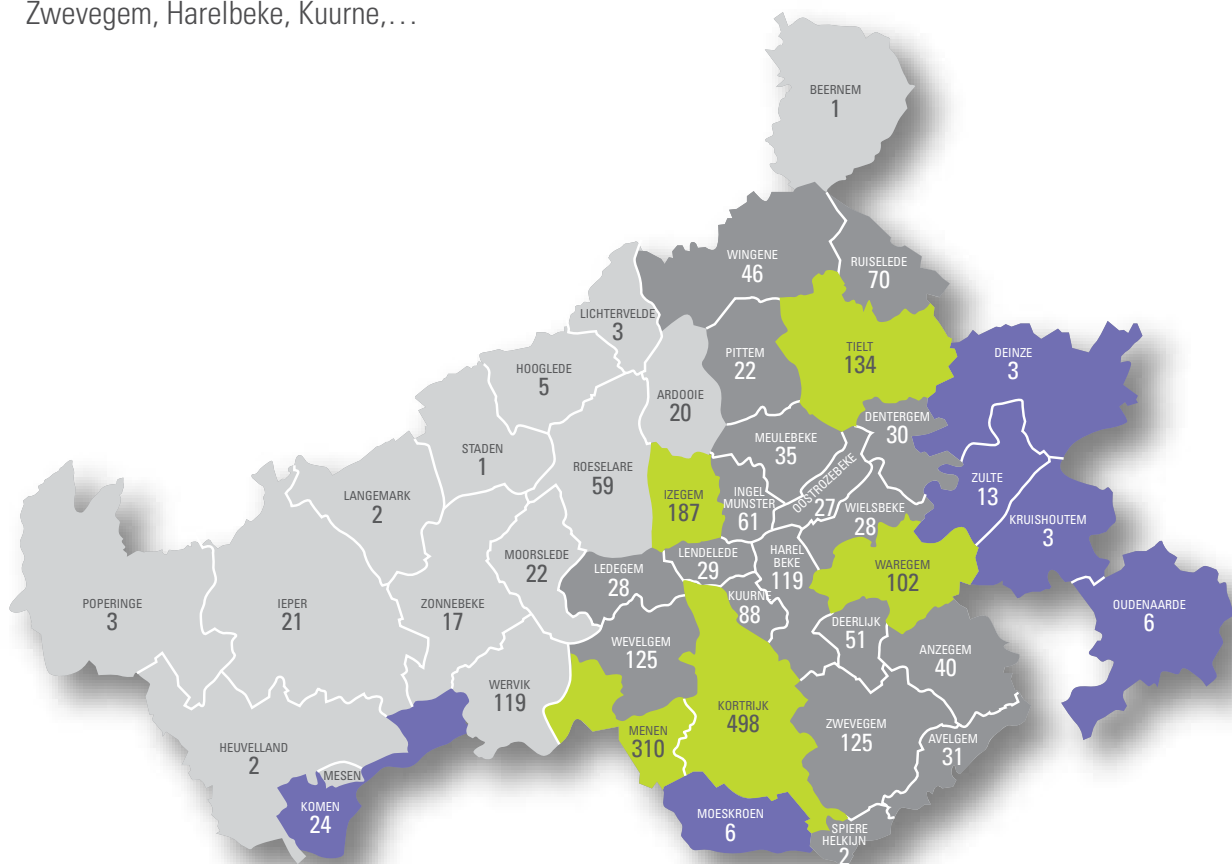 Zwevegem, Harelbeke, Kuurne,…
BEERNEM
1
WINGENE
46
RUISELEDE
70
LICHTERVELDE
3
PITTEM
22
TIELT
134
DEINZE
3
HOOGLEDE
5
ARDOOIE
20
DENTERGEM
30
STADEN
1
MEULEBEKE
35
ROESELARE
59
OOSTROZEBEKE
27
ZULTE
13
LANGEMARK
2
IZEGEM
187
INGEL
MUNSTER
61
WIELSBEKE
28
KRUISHOUTEM
3
MOORSLEDE
22
LENDELEDE
29
HAREL
BEKE
119
WAREGEM
102
LEDEGEM
28
POPERINGE
3
IEPER
21
ZONNEBEKE
17
KUURNE
88
OUDENAARDE
6
DEERLIJK
51
WEVELGEM
125
ANZEGEM
40
WERVIK
119
KORTRIJK
498
ZWEVEGEM
125
MENEN
310
AVELGEM
31
HEUVELLAND
2
MESEN
KOMEN
24
MOESKROEN
6
SPIERE
HELKIJN
2